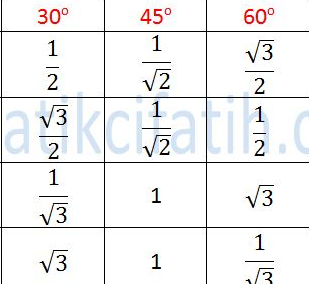 30° 45° 60°
1/2 1/√2 √3/2
√3/2 1/√2 1/2
atikcifatih.c
1/√3 1 √3
√3 1 1/√3